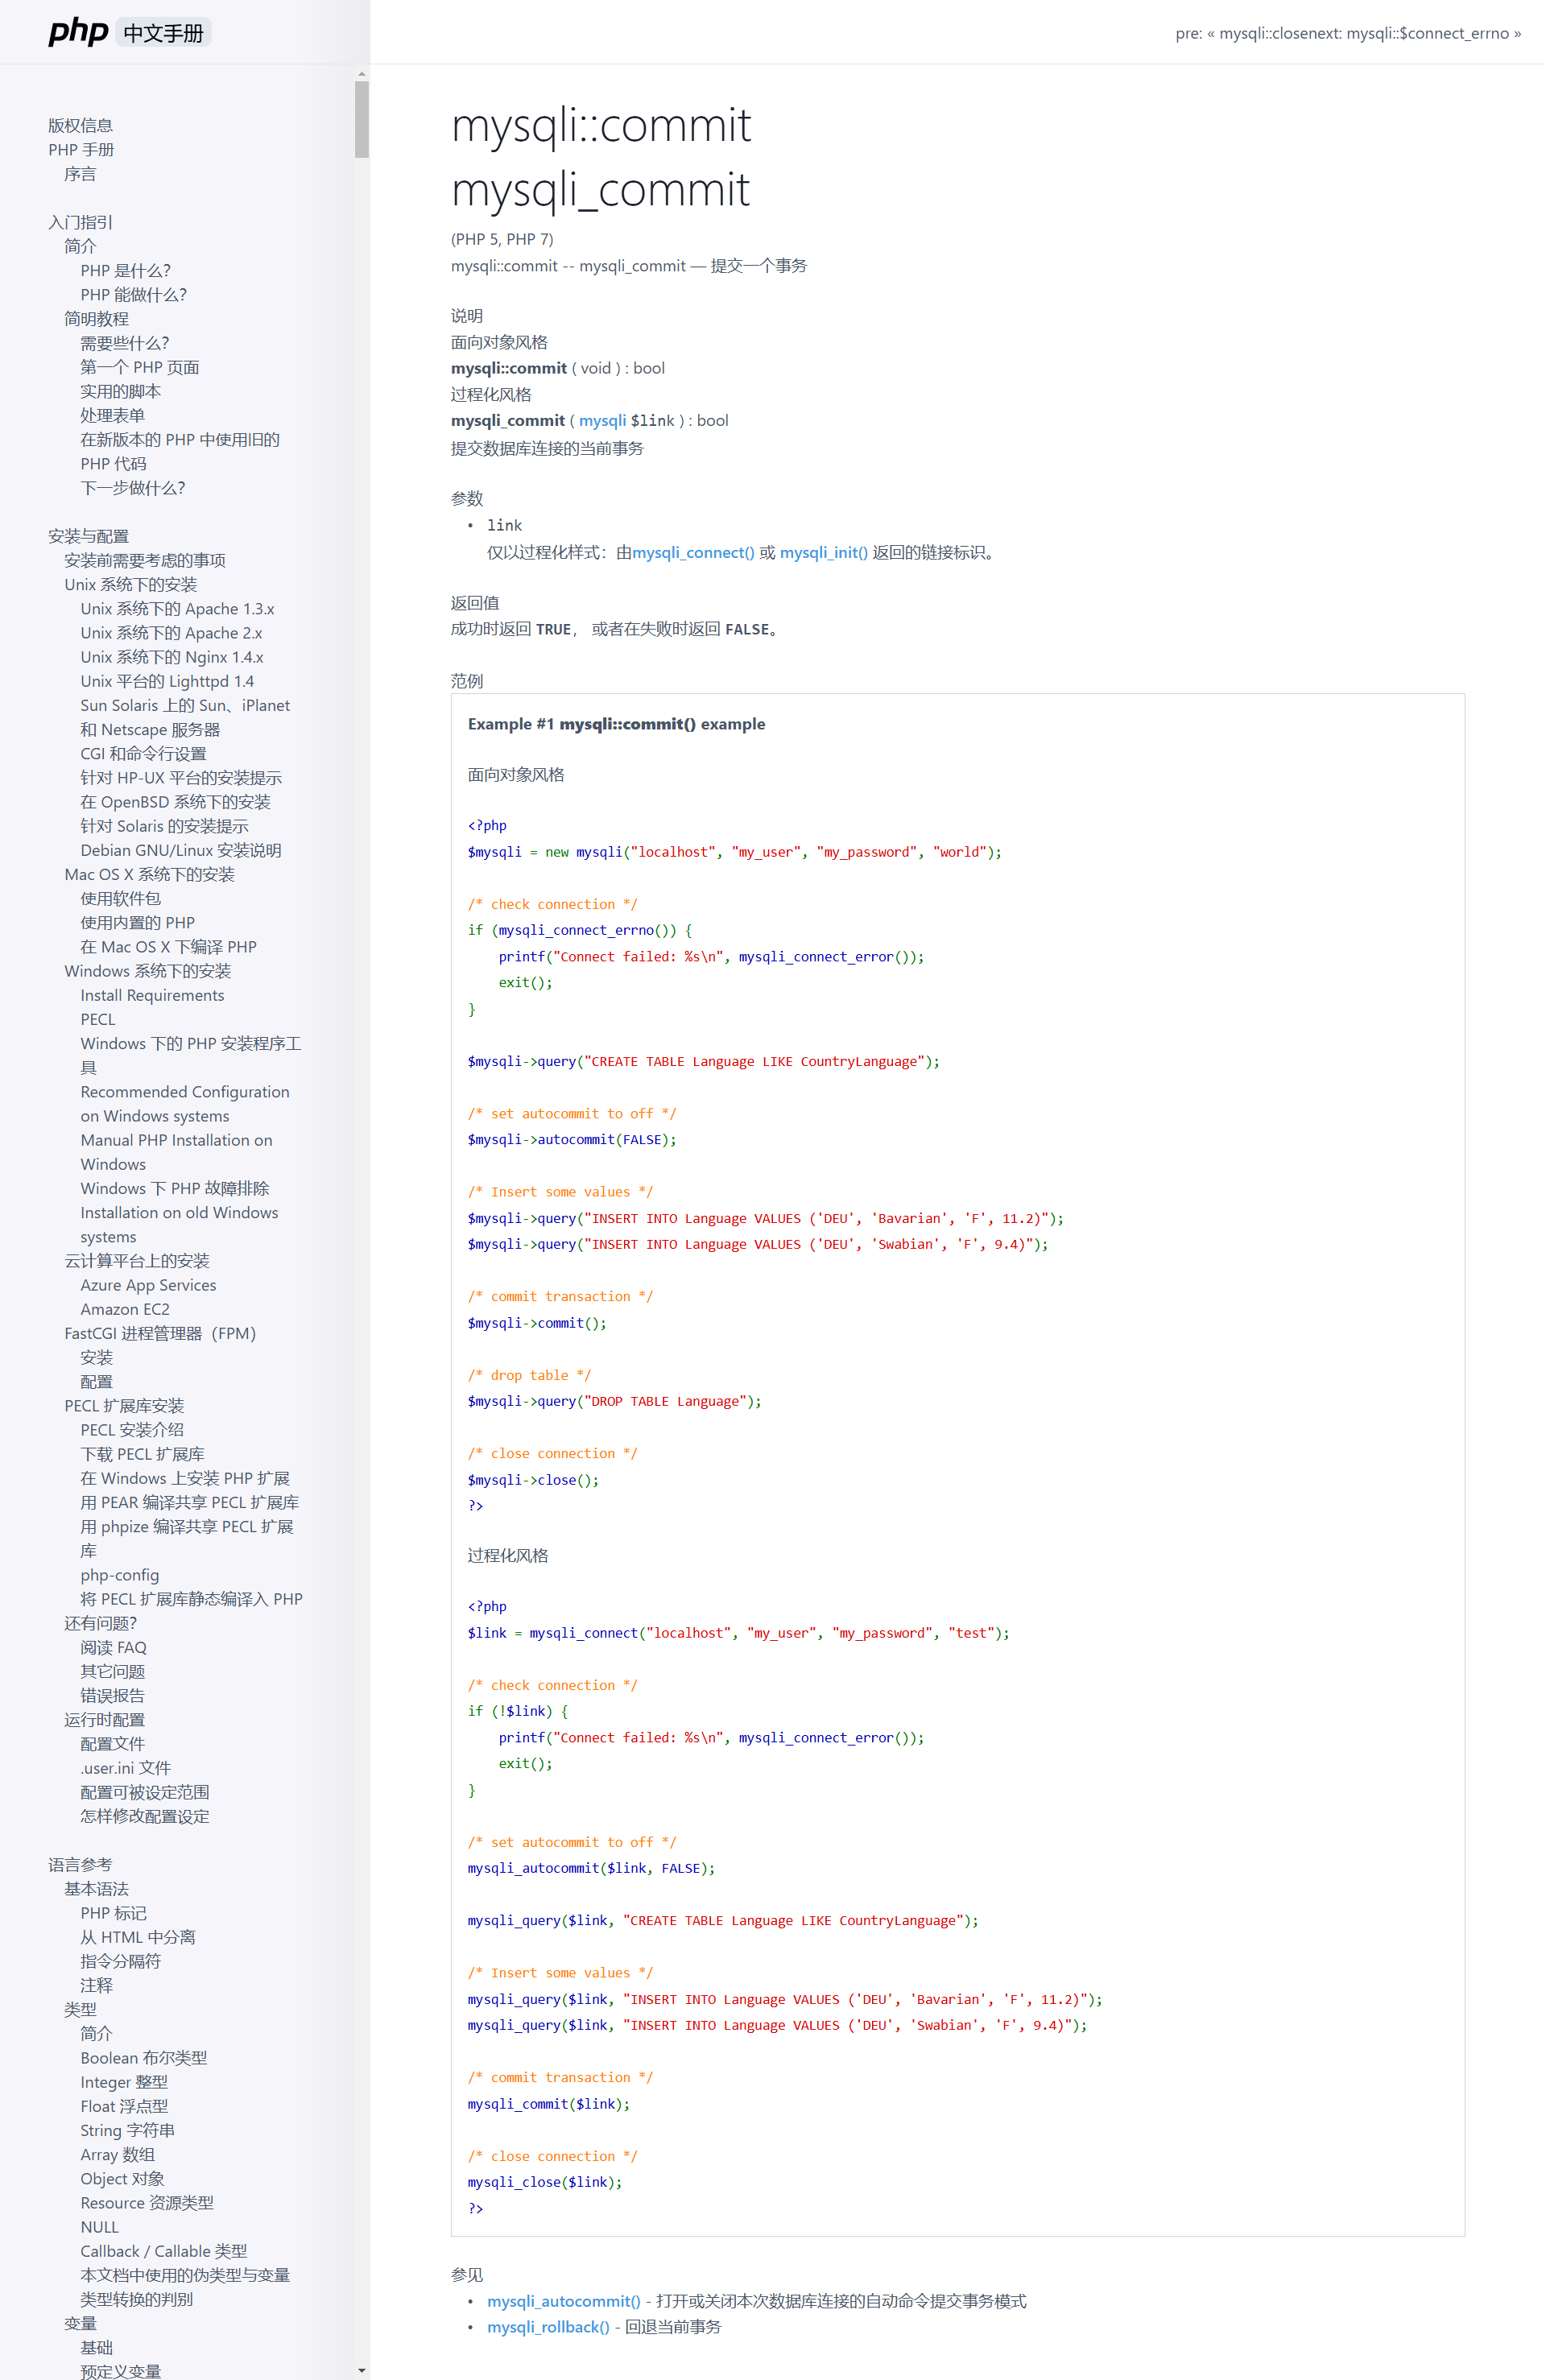 php 中文手册
pre: « mysqli::closenext: mysqli::$connect_errno »
版权信息
PHP 手册
序言
入门指引
简介
PHP 是什么?
PHP 能做什么?
简明教程
需要些什么?
第一个 PHP 页面
实用的脚本
处理表单
在新版本的 PHP 中使用旧的
PHP 代码
下一步做什么?
安装与配置
安装前需要考虑的事项
Unix 系统下的安装
Unix 系统下的 Apache 1.3.x
Unix 系统下的 Apache 2.x
Unix 系统下的 Nginx 1.4.x
Unix 平台的 Lighttpd 1.4
Sun Solaris 上的 Sun、iPlanet
和 Netscape 服务器
CGI 和命令行设置
针对 HP-UX 平台的安装提示
在 OpenBSD 系统下的安装
针对 Solaris 的安装提示
Debian GNU/Linux 安装说明
Mac OS X 系统下的安装
使用软件包
使用内置的 PHP
在 Mac OS X 下编译 PHP
Windows 系统下的安装
Install Requirements
PECL
Windows 下的 PHP 安装程序工
具
Recommended Configuration
on Windows systems
Manual PHP Installation on
Windows
Windows 下 PHP 故障排除
Installation on old Windows
systems
云计算平台上的安装
Azure App Services
Amazon EC2
FastCGI 进程管理器（FPM）
安装
配置
PECL 扩展库安装
PECL 安装介绍
下载 PECL 扩展库
在 Windows 上安装 PHP 扩展
用 PEAR 编译共享 PECL 扩展库
用 phpize 编译共享 PECL 扩展
库
php-config
将 PECL 扩展库静态编译入 PHP
还有问题?
阅读 FAQ
其它问题
错误报告
运行时配置
配置文件
.user.ini 文件
配置可被设定范围
怎样修改配置设定
语言参考
基本语法
PHP 标记
从 HTML 中分离
指令分隔符
注释
类型
简介
Boolean 布尔类型
Integer 整型
Float 浮点型
String 字符串
Array 数组
Object 对象
Resource 资源类型
NULL
Callback / Callable 类型
本文档中使用的伪类型与变量
类型转换的判别
变量
基础
预定义变量
mysqli::commit
mysqli_commit
(PHP 5, PHP 7)
mysqli::commit -- mysqli_commit — 提交一个事务
说明
面向对象风格
mysqli::commit ( void ) : bool
过程化风格
mysqli_commit ( mysqli $link ) : bool
提交数据库连接的当前事务
参数
• link
仅以过程化样式：由mysqli_connect() 或 mysqli_init() 返回的链接标识。
返回值
成功时返回 TRUE， 或者在失败时返回 FALSE。
范例
Example #1 mysqli::commit() example
面向对象风格
<?php
$mysqli = new mysqli("localhost", "my_user", "my_password", "world");
/* check connection */
if (mysqli_connect_errno()) {
    printf("Connect failed: %s\n", mysqli_connect_error());
    exit();
}
$mysqli->query("CREATE TABLE Language LIKE CountryLanguage");
/* set autocommit to off */
$mysqli->autocommit(FALSE);
/* Insert some values */
$mysqli->query("INSERT INTO Language VALUES ('DEU', 'Bavarian', 'F', 11.2)");
$mysqli->query("INSERT INTO Language VALUES ('DEU', 'Swabian', 'F', 9.4)");
/* commit transaction */
$mysqli->commit();
/* drop table */
$mysqli->query("DROP TABLE Language");
/* close connection */
$mysqli->close();
?>
过程化风格
<?php
$link = mysqli_connect("localhost", "my_user", "my_password", "test");
/* check connection */
if (!$link) {
    printf("Connect failed: %s\n", mysqli_connect_error());
    exit();
}
/* set autocommit to off */
mysqli_autocommit($link, FALSE);
mysqli_query($link, "CREATE TABLE Language LIKE CountryLanguage");
/* Insert some values */
mysqli_query($link, "INSERT INTO Language VALUES ('DEU', 'Bavarian', 'F', 11.2)");
mysqli_query($link, "INSERT INTO Language VALUES ('DEU', 'Swabian', 'F', 9.4)");
/* commit transaction */
mysqli_commit($link);
/* close connection */
mysqli_close($link);
?>
参见
• mysqli_autocommit() - 打开或关闭本次数据库连接的自动命令提交事务模式
• mysqli_rollback() - 回退当前事务